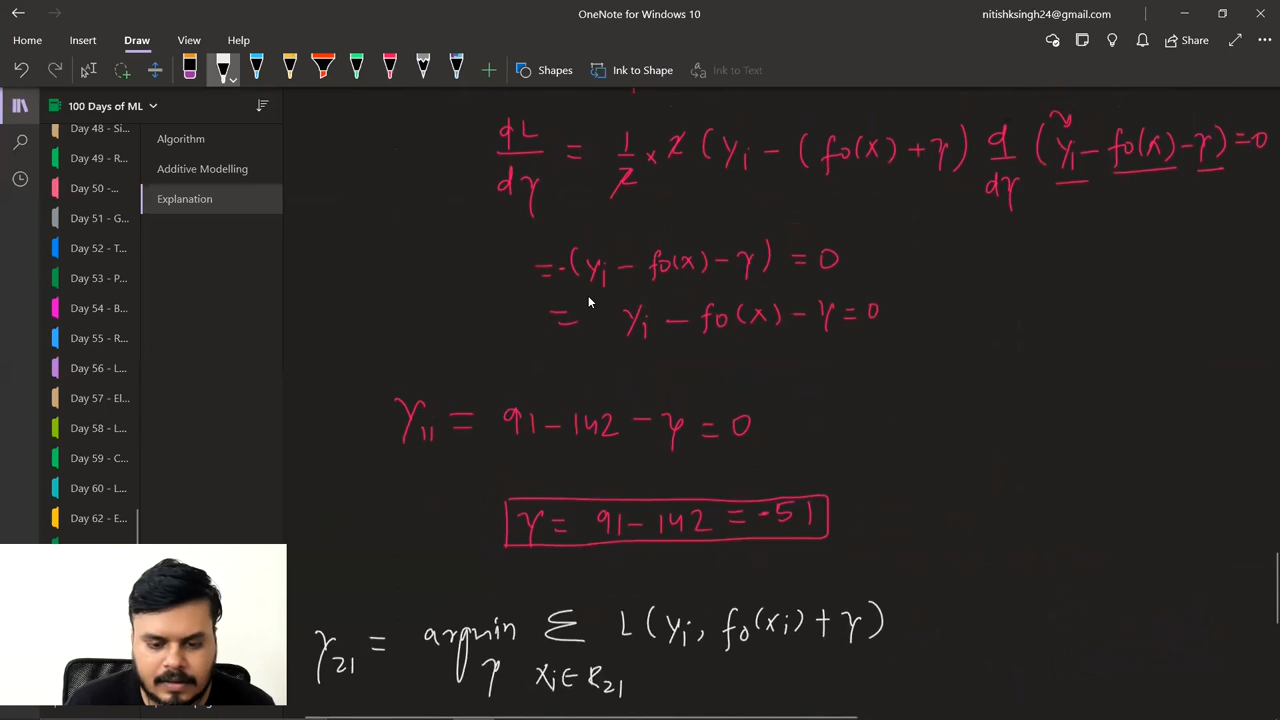 OneNote for Windows 10
nitishksingh24@gmail.com
Home Insert Draw View Help
Share
Shapes Ink to Shape Ink to Text
100 Days of ML
Day 48 - Si...
Day 49 - R...
Day 50 -...
Day 51 - G...
Day 52 - T...
Day 53 - P...
Day 54 - B...
Day 55 - R...
Day 56 - L...
Day 57 - El...
Day 58 - L...
Day 59 - C...
Day 60 - L...
Day 62 - E...
Algorithm
Additive Modelling
Explanation
dL/dγ = 1/2 × 2 (yi - (f0(x) + γ) d/dγ (yi - f0(x) - γ) = 0
= -(yi - f0(x) - γ) = 0
= yi - f0(x) - γ = 0
γ11 = 91 - 142 - γ = 0
γ = 91 - 142 = -51
γ21 = argmin γ Σ xi ∈ R21 L(yi, f0(xi) + γ)